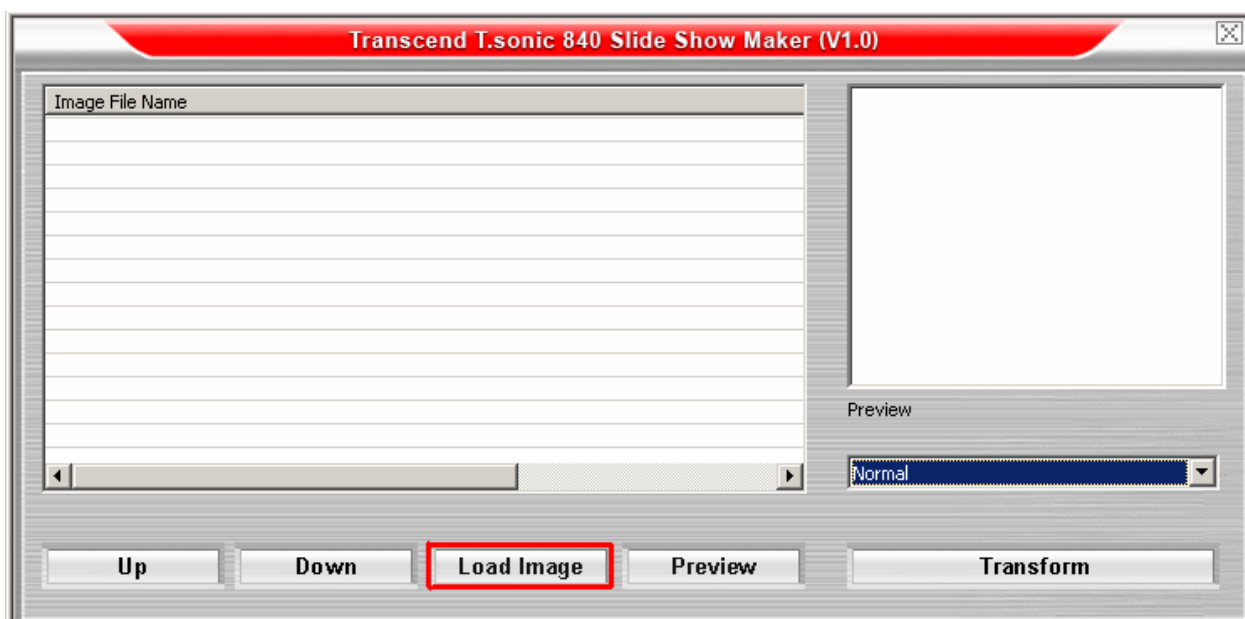 Transcend T.sonic 840 Slide Show Maker (V1.0)
Image File Name
Preview
Normal
Up Down Load Image Preview Transform